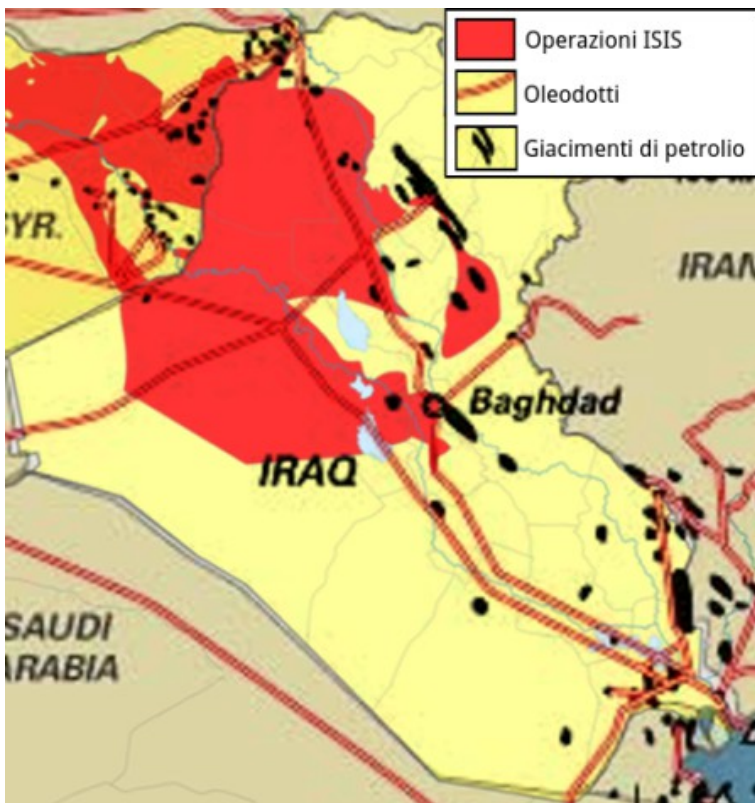 Operazioni ISIS
Oleodotti
Giacimenti di petrolio
SYR.
IRAN
Baghdad
IRAQ
SAUDI
ARABIA